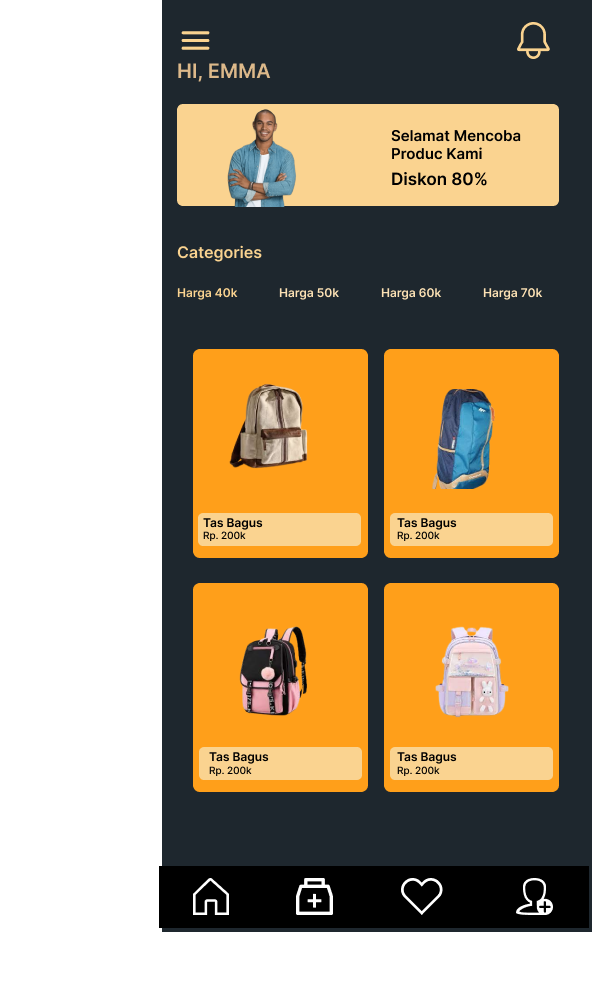 HI, EMMA
Selamat Mencoba
Produc Kami
Diskon 80%
Categories
Harga 40k
Harga 50k
Harga 60k
Harga 70k
Tas Bagus
Rp. 200k
Tas Bagus
Rp. 200k
Tas Bagus
Rp. 200k
Tas Bagus
Rp. 200k